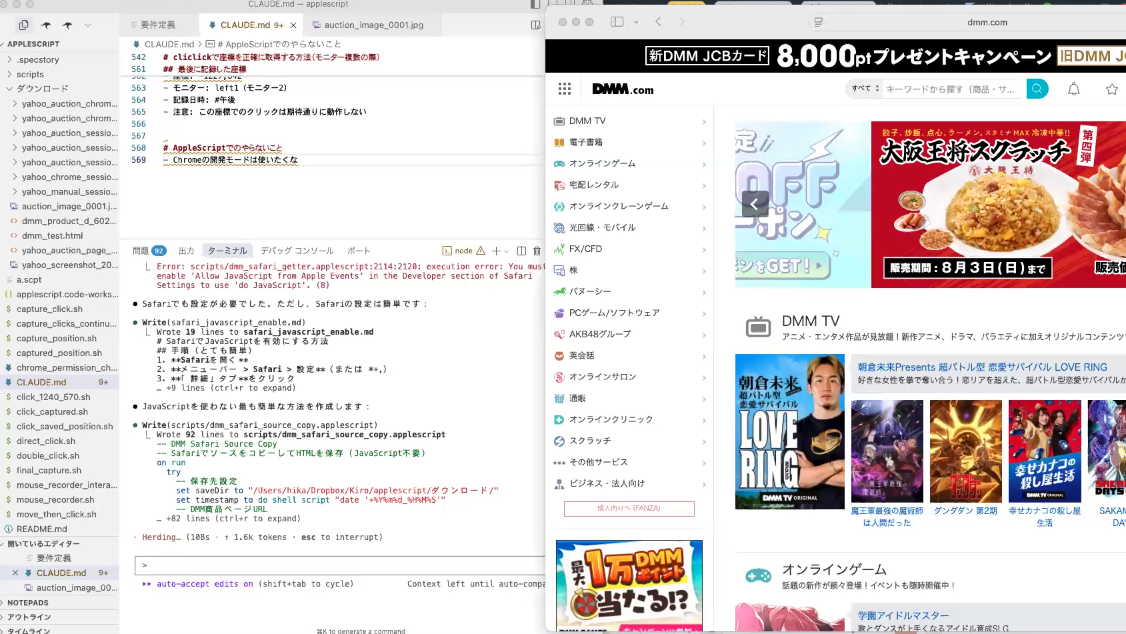 CLAUDE.md — applescript
要件定義
CLAUDE.md 9+ ×
auction_image_0001.jpg
APPLESCRIPT
.specstory
scripts
ダウンロード
yahoo_auction_chrom...
yahoo_auction_chrom...
yahoo_auction_sessio...
yahoo_auction_sessio...
yahoo_auction_sessio...
yahoo_chrome_sessio...
yahoo_manual_sessio...
auction_image_0001.j...
dmm_product_d_602...
dmm_test.html
yahoo_auction_page_...
yahoo_screenshot_20...
a.scpt
applescript.code-works...
capture_click.sh
capture_clicks_continu...
capture_position.sh
captured_position.sh
chrome_permission_ch...
CLAUDE.md 9+
click_1240_570.sh
click_captured.sh
click_saved_position.sh
direct_click.sh
double_click.sh
final_capture.sh
mouse_recorder_intera...
mouse_recorder.sh
move_then_click.sh
README.md
開いているエディター
要件定義
× CLAUDE.md 9+
auction_image_00...
NOTEPADS
アウトライン
タイムライン
CLAUDE.md > # AppleScriptでのやらないこと
542 # cliclickで座標を正確に取得する方法(モニター複数の際)
561 ## 最後に記録した座標
563 - モニター: left1 (モニター2)
564 - 記録日時: #午後
565 - 注意: この座標でのクリックは期待通りに動作しない
566
567
568 # AppleScriptでのやらないこと
569 - Chromeの開発モードは使いたくな
問題 92 出力 ターミナル デバッグ コンソール ポート node
Error: scripts/dmm_safari_getter.applescript:2114:2120: execution error: You must
enable 'Allow JavaScript from Apple Events' in the Developer section of Safari
Settings to use 'do JavaScript'. (8)
● Safariでも設定が必要でした。ただし、Safariの設定は簡単です:
● Write(safari_javascript_enable.md)
Wrote 19 lines to safari_javascript_enable.md
# SafariでJavaScriptを有効にする方法
## 手順 (とても簡単)
1. **Safariを開く**
2. **メニューバー > Safari > 設定** (または ⌘+,)
3. **「詳細」タブ**をクリック
… +9 lines (ctrl+r to expand)
● JavaScriptを使わない最も簡単な方法を作成します:
● Write(scripts/dmm_safari_source_copy.applescript)
Wrote 92 lines to scripts/dmm_safari_source_copy.applescript
-- DMM Safari Source Copy
-- SafariでソースをコピーしてHTMLを保存 (JavaScript不要)
on run
try
-- 保存先設定
set saveDir to "/Users/hika/Dropbox/Kiro/applescript/ダウンロード/"
set timestamp to do shell script "date '+%Y%m%d_%H%M%S'"
-- DMM商品ページURL
… +82 lines (ctrl+r to expand)
· Herding… (108s · ↑ 1.6k tokens · esc to interrupt)
>
auto-accept edits on (shift+tab to cycle) Context left until auto-compa
⌘K to generate a command
dmm.com
新DMM JCBカード 8,000ptプレゼントキャンペーン 旧DMM JC
DMM.com
すべて キーワードから探す (商品・サ...
DMM TV
電子書籍
オンラインゲーム
宅配レンタル
オンラインクレーンゲーム
光回線・モバイル
FX/CFD
株
バヌーシー
PCゲーム/ソフトウェア
AKB48グループ
英会話
オンラインサロン
通販
オンラインクリニック
スクラッチ
その他サービス
ビジネス・法人向け
成人向けへ (FANZA)
最大1万DMMポイント当たる!?
OFF
ーポン
ポンをGET!
餃子、炒飯、点心、ラーメン、スタミナMAX冷凍中華!!
大阪王将スクラッチ
第四弾
大阪王将
販売期間:8月3日(日)まで
販売価
DMM TV
アニメ・エンタメ作品が見放題!新作アニメ、ドラマ、バラエティに加えオリジナルコンテンツ
朝倉未来
超バトル型
恋愛サバイバル
LOVE
RING
DMM TV ORIGINAL
朝倉未来Presents 超バトル型 恋愛サバイバル LOVE RING
好きな女性を拳で奪い合う!恋リアを超えた、超バトル型恋愛サバイバルが
幸せカナコの
殺し屋生活
魔王軍最強の魔術師は人間だった
ダンダダン 第2期
幸せカナコの殺し屋生活
SAKAM
DAYS
オンラインゲーム
話題の新作が続々登場!イベントも随時開催中!
学園アイドルマスター
歌とダンスが上手くなるアイドル育成SLG